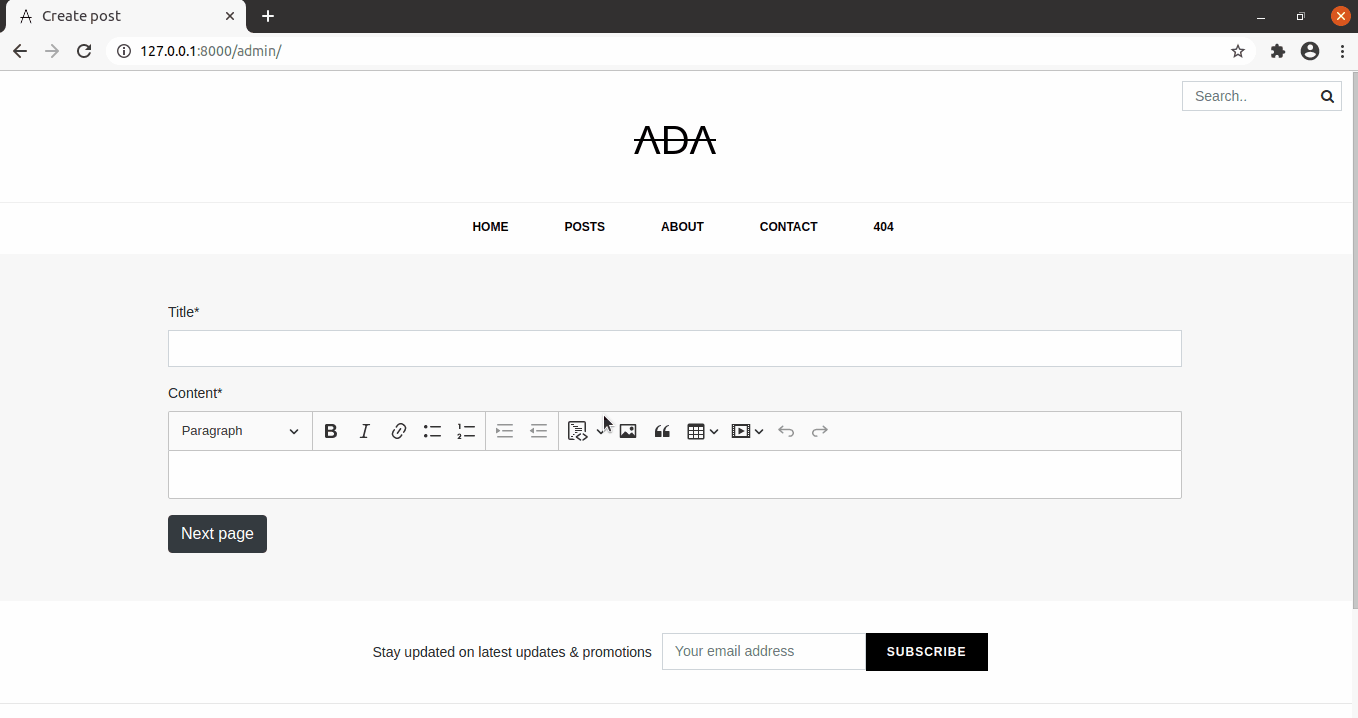 Create post
127.0.0.1:8000/admin/
Search..
ADA
HOME POSTS ABOUT CONTACT 404
Title*
Content*
Paragraph
Next page
Stay updated on latest updates & promotions Your email address SUBSCRIBE